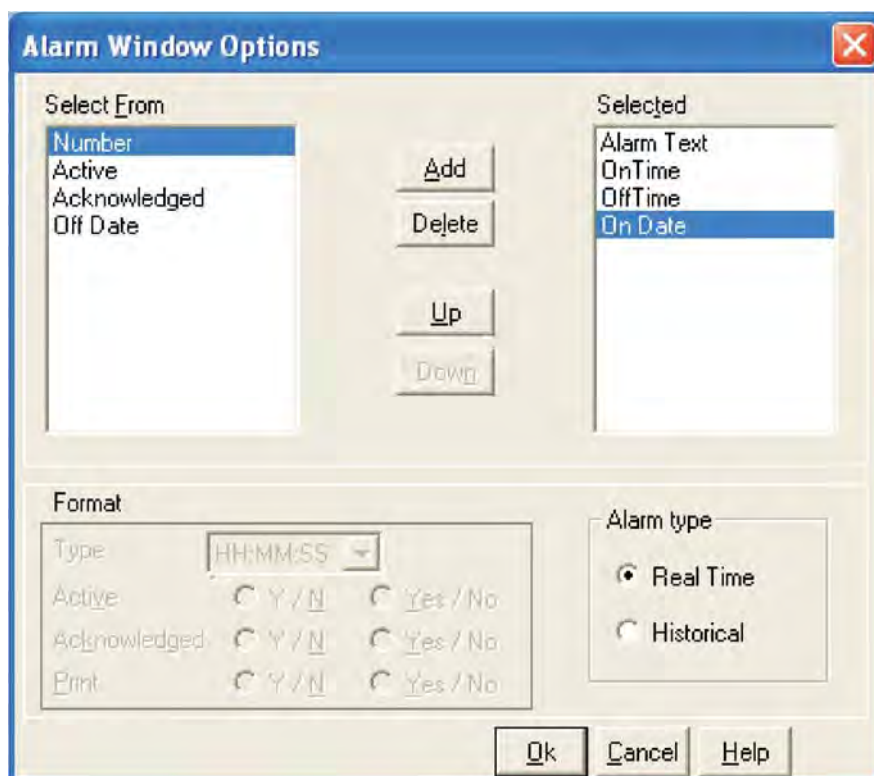 Alarm Window Options
Select From
Number
Active
Acknowledged
Off Date
Add
Delete
Up
Down
Selected
Alarm Text
OnTime
OffTime
On Date
Format
Type HH:MM:SS
Active Y / N Yes / No
Acknowledged Y / N Yes / No
Print Y / N Yes / No
Alarm type
Real Time
Historical
Ok Cancel Help